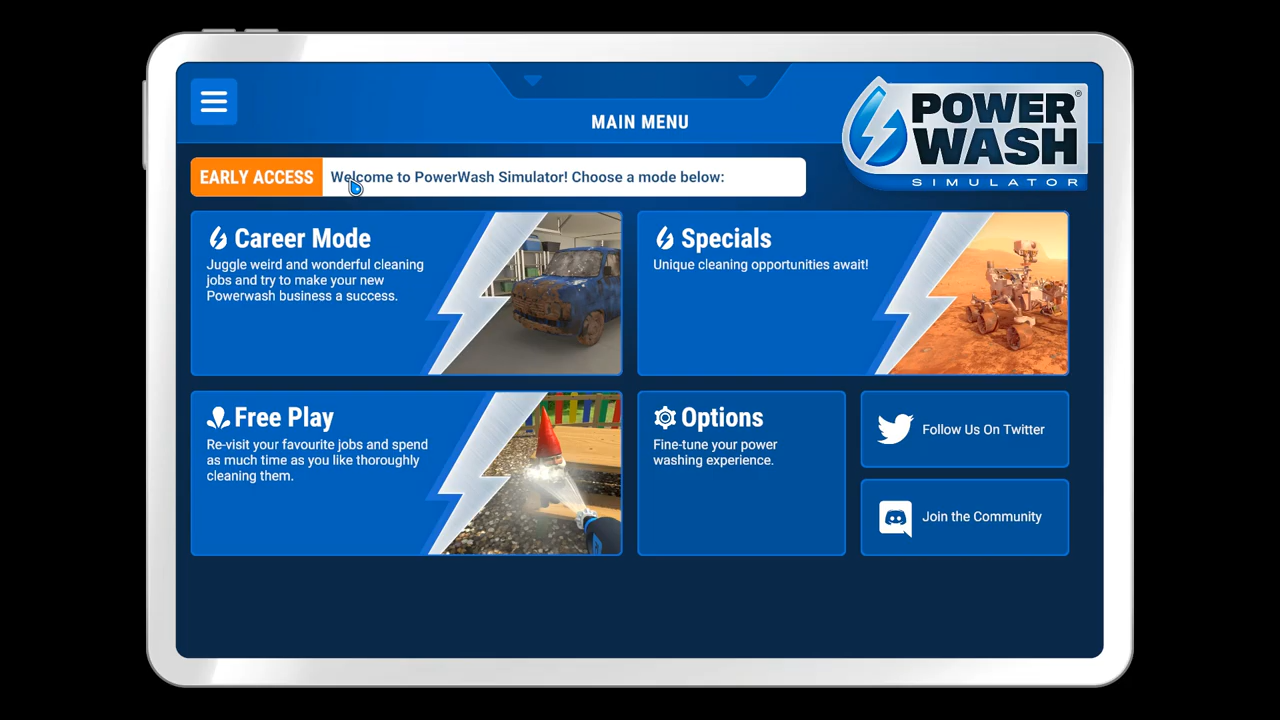 MAIN MENU
POWER
WASH
SIMULATOR
EARLY ACCESS Welcome to PowerWash Simulator! Choose a mode below:
Career Mode
Juggle weird and wonderful cleaning
jobs and try to make your new
Powerwash business a success.
Specials
Unique cleaning opportunities await!
Free Play
Re-visit your favourite jobs and spend
as much time as you like thoroughly
cleaning them.
Options
Fine-tune your power
washing experience.
Follow Us On Twitter
Join the Community